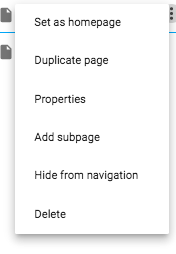 Set as homepage
Duplicate page
Properties
Add subpage
Hide from navigation
Delete